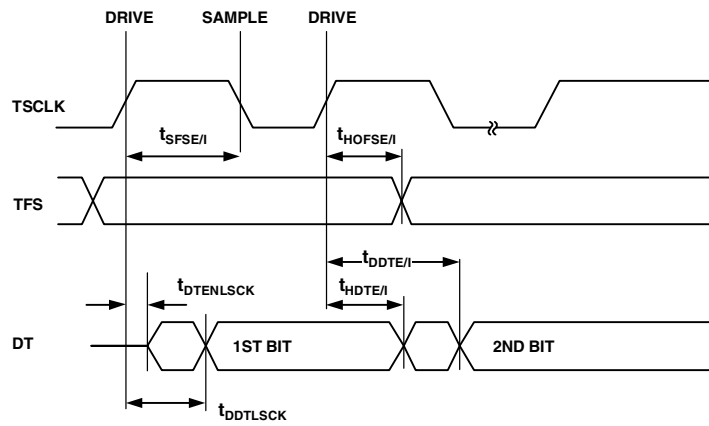 DRIVE SAMPLE DRIVE
TSCLK
tSFSE/I tHOFSE/I
TFS
tDDTE/I
tDTENLSCK tHDTE/I
DT 1ST BIT 2ND BIT
tDDTLSCK